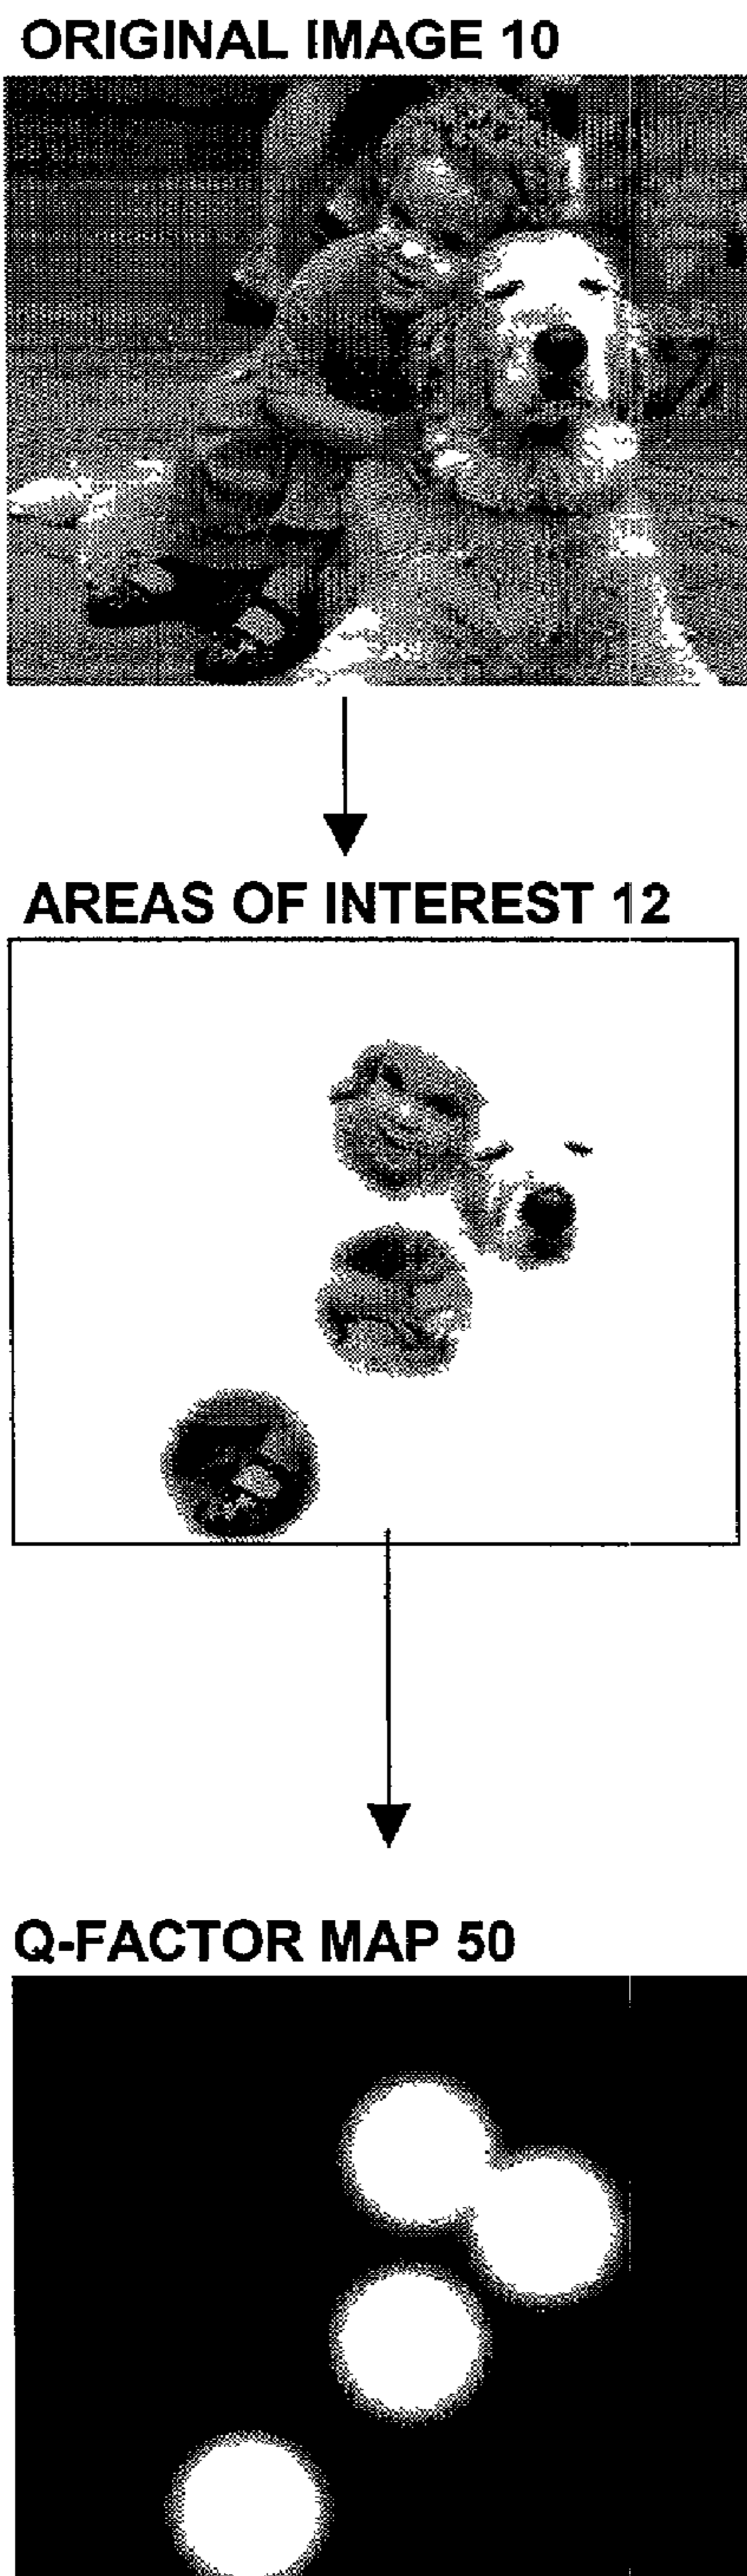 ORIGINAL IMAGE 10
AREAS OF INTEREST 12
Q-FACTOR MAP 50